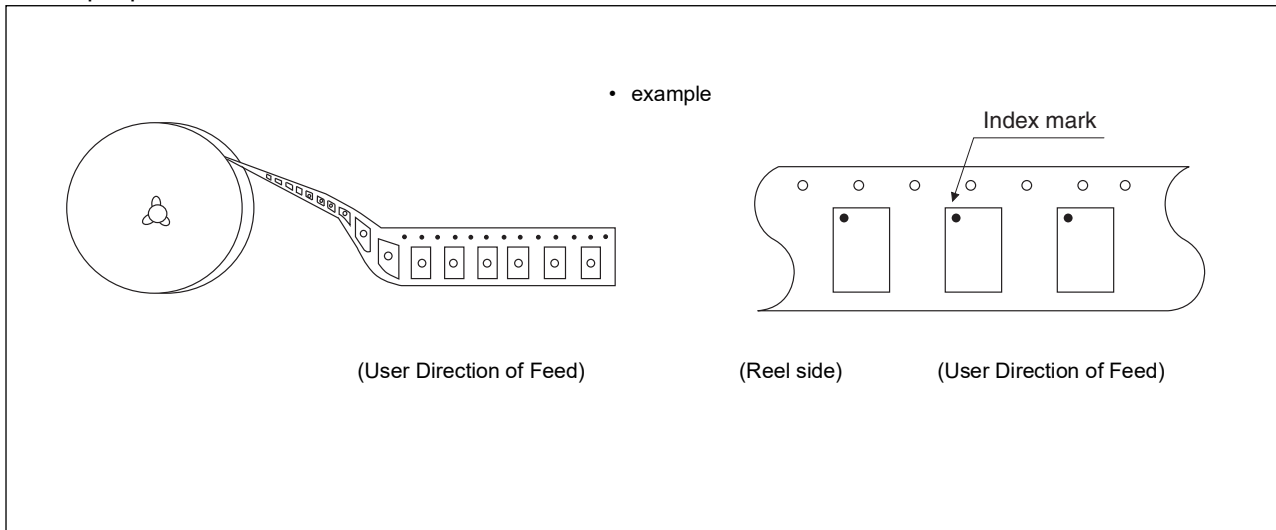 • example
Index mark
(User Direction of Feed)
(Reel side)
(User Direction of Feed)